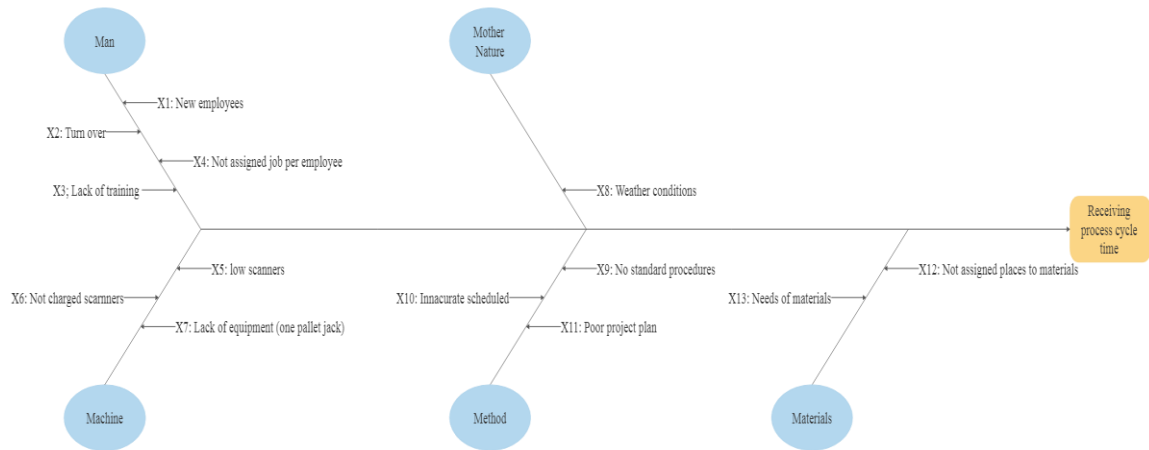 Man
Mother
Nature
X1: New employees
X2: Turn over
X4: Not assigned job per employee
X3; Lack of training
X8: Weather conditions
Receiving
process cycle
time
X5: low scanners
X6: Not charged scarnners
X7: Lack of equipment (one pallet jack)
X9: No standard procedures
X10: Innacurate scheduled
X11: Poor project plan
X12: Not assigned places to materials
X13: Needs of materials
Machine
Method
Materials